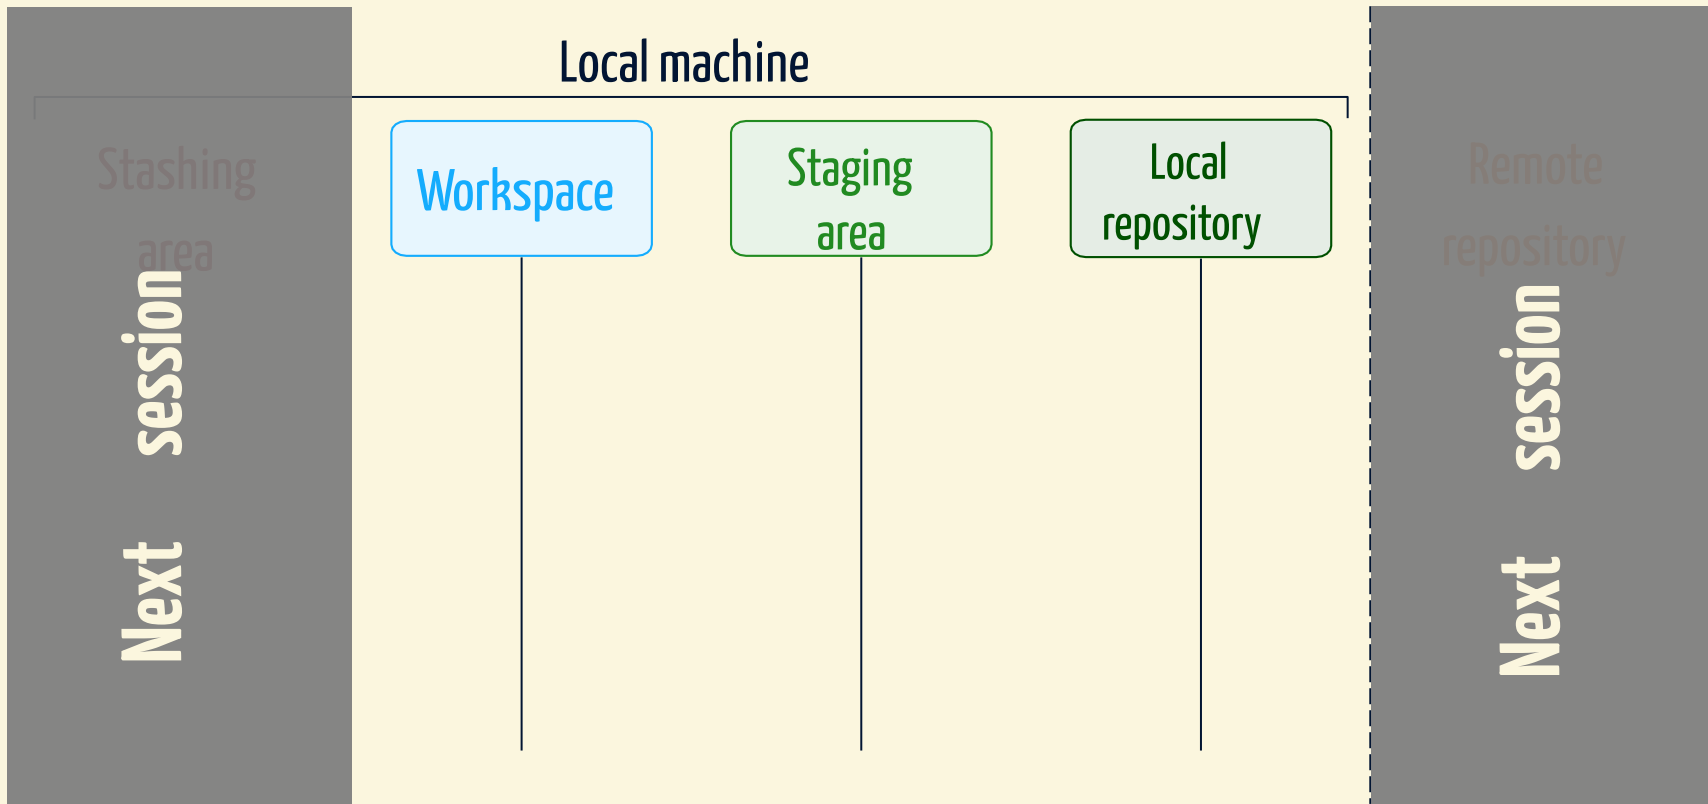 Local machine
Stashing
area
Workspace
Staging
area
Local
repository
Remote
repository
Next session
Next session